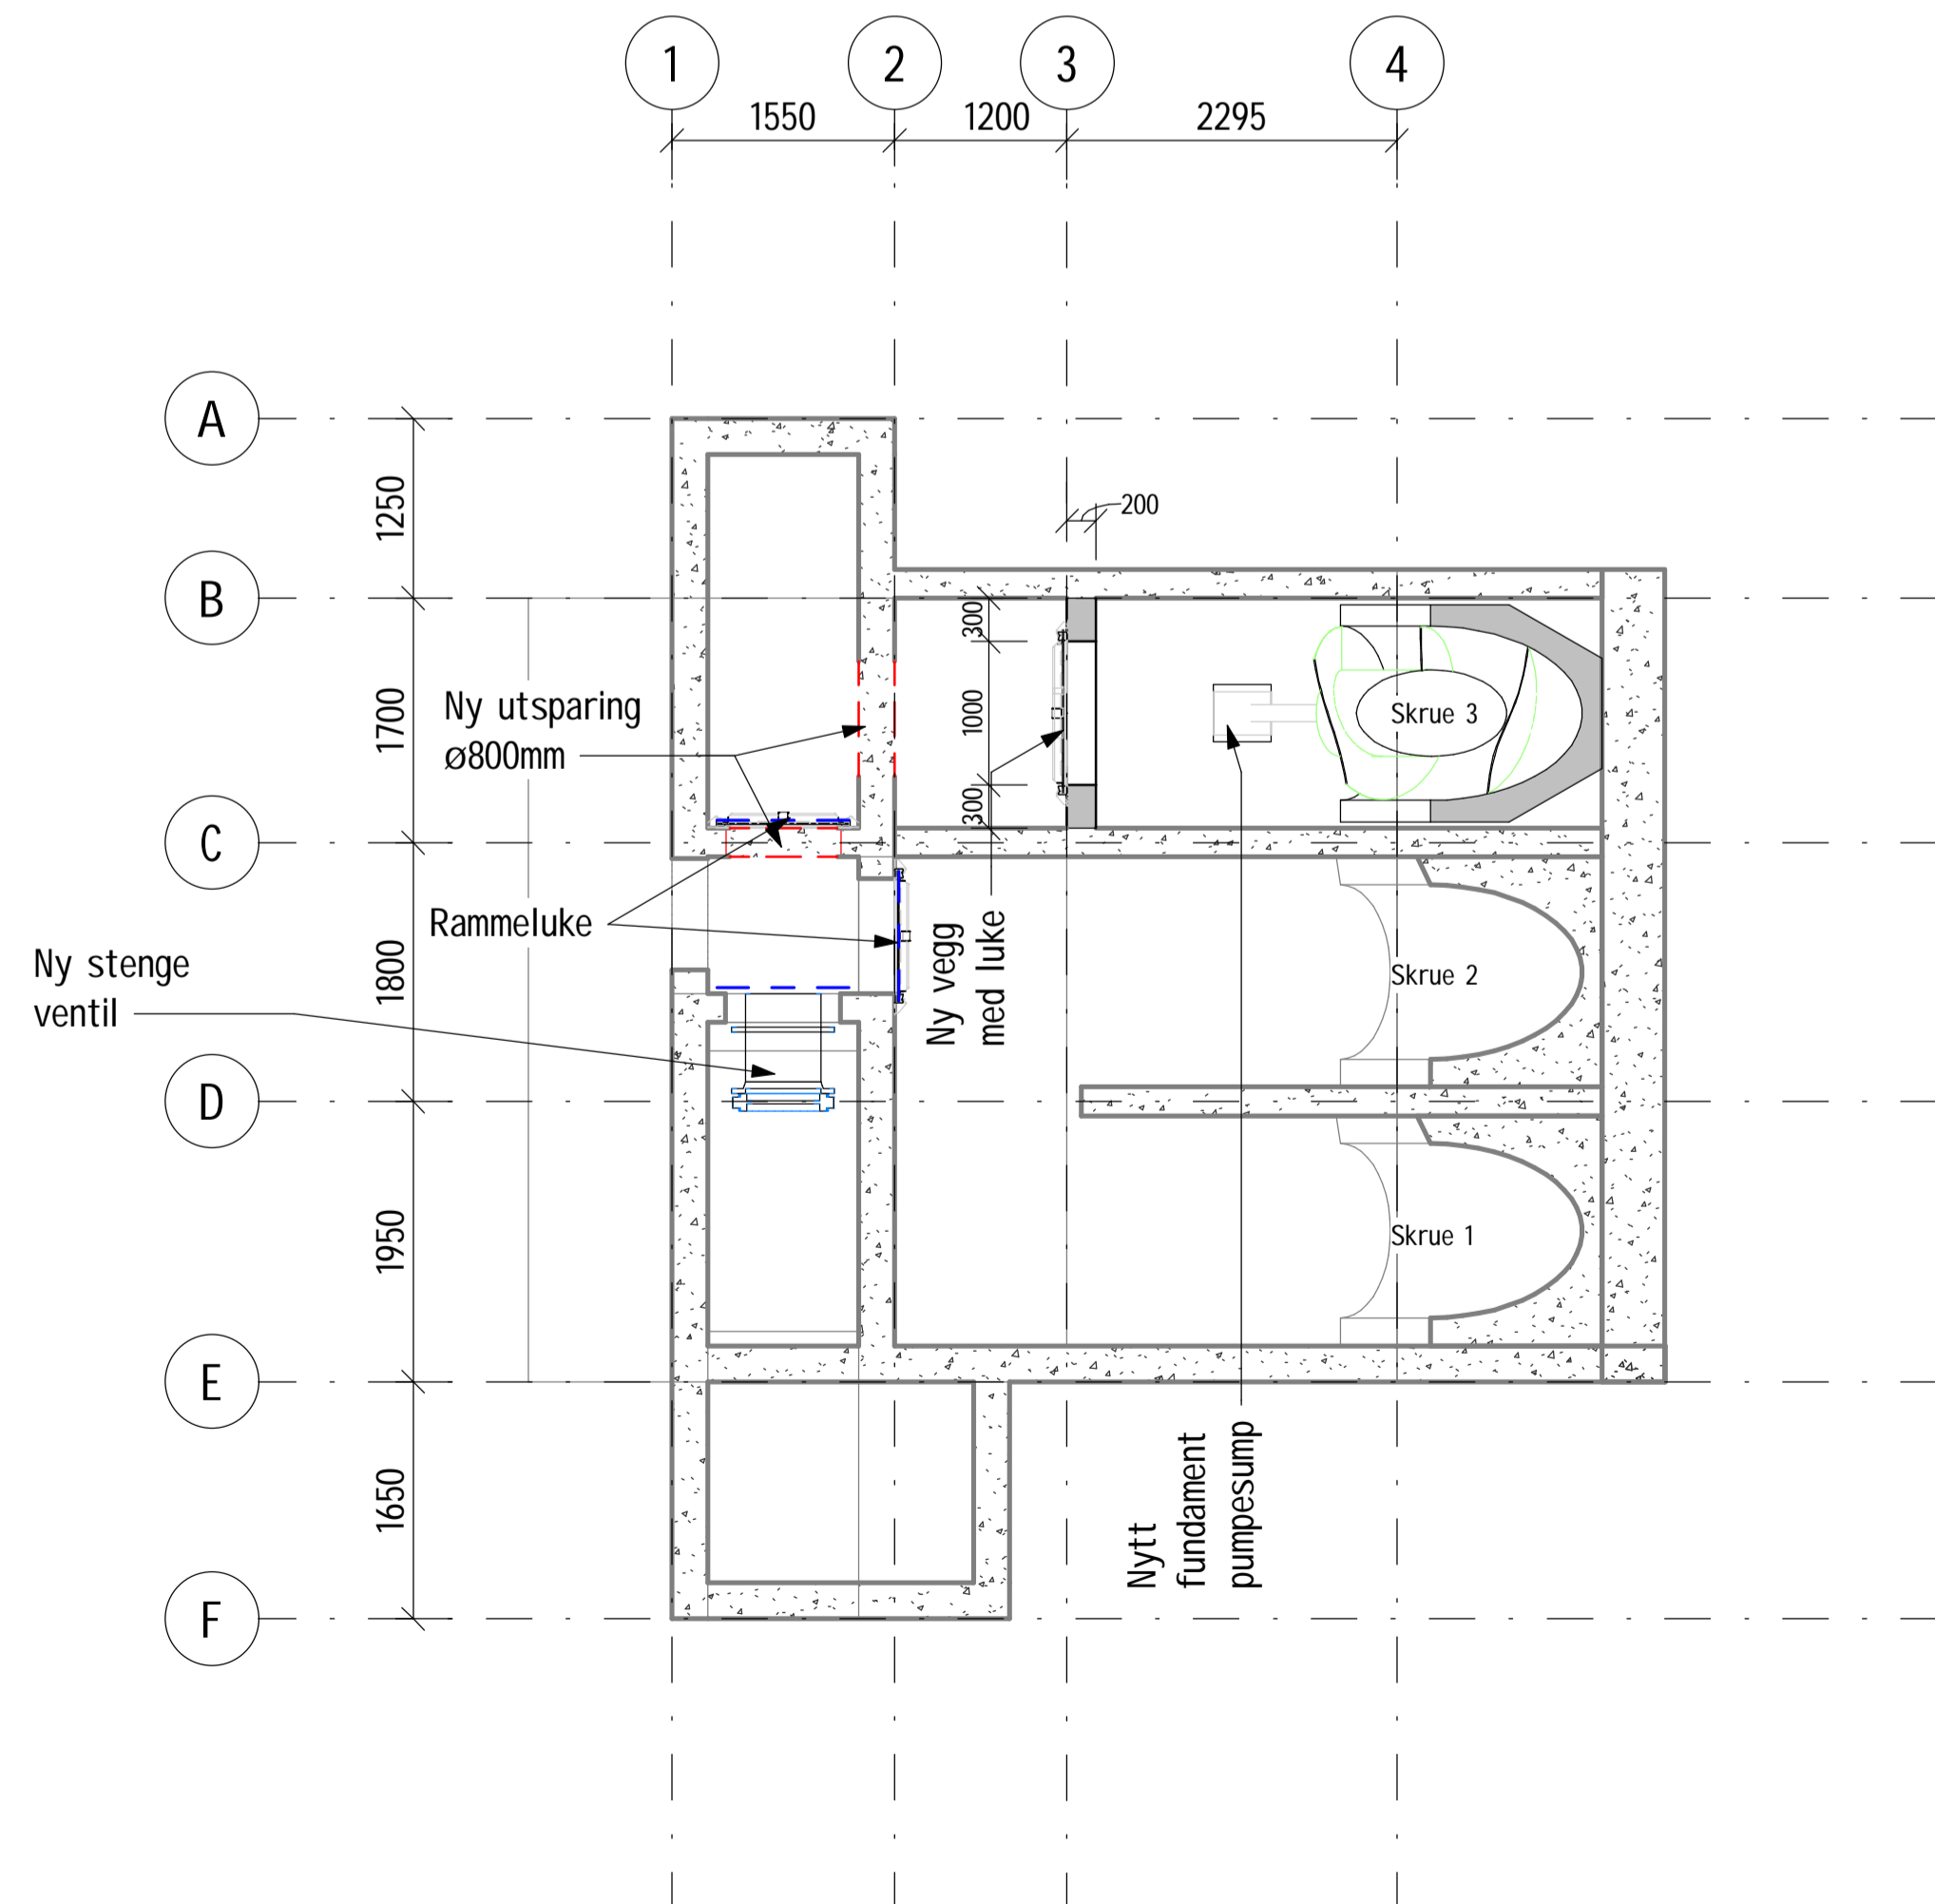 1
2
3
4
1550
1200
2295
A
B
C
D
E
F
1250
1700
1800
1950
1650
200
300
1000
300
Ny utsparing
ø800mm
Rammeluke
Ny stenge
ventil
Ny vegg
med luke
Skrue 3
Skrue 2
Skrue 1
Nytt
fundament
pumpesump